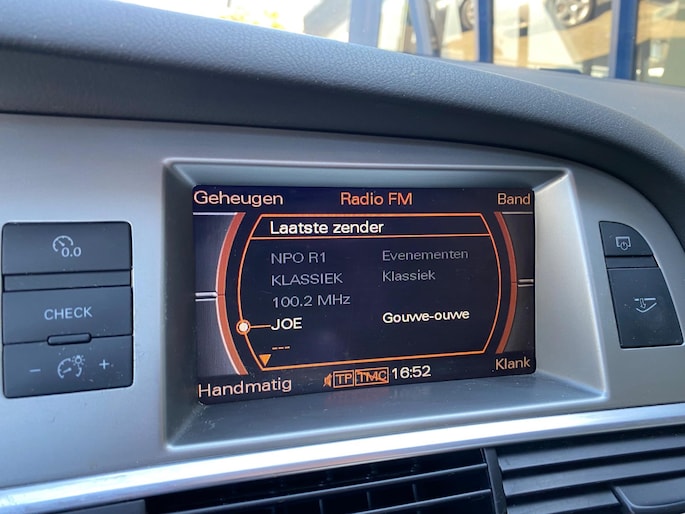 Geheugen Radio FM Band
Laatste zender
NPO R1 Evenementen
KLASSIEK Klassiek
100.2 MHz
JOE Gouwe-ouwe
---
Handmatig TP TMC 16:52 Klank
0.0
CHECK
- +